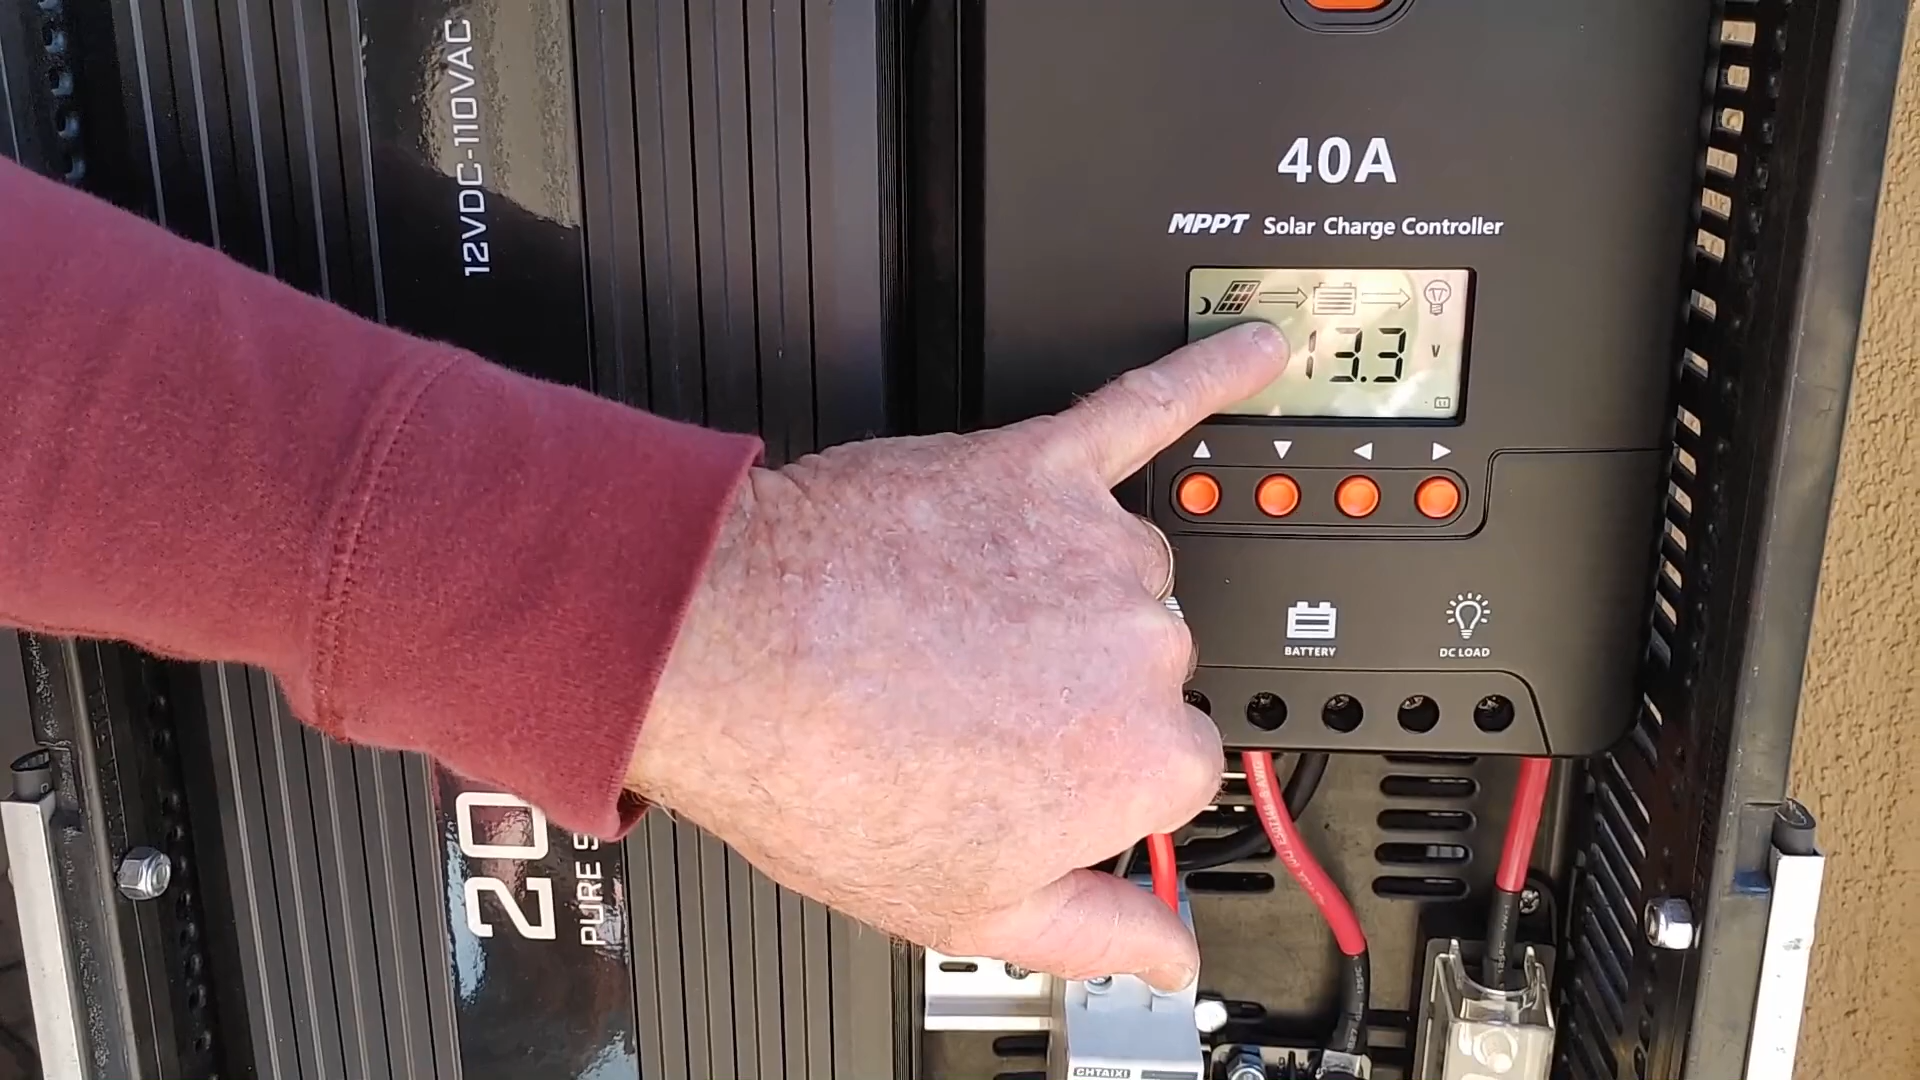 12VDC-110VAC
20
PURE S
40A
MPPT Solar Charge Controller
13.3 V
BATTERY
DC LOAD
CHTAIXI